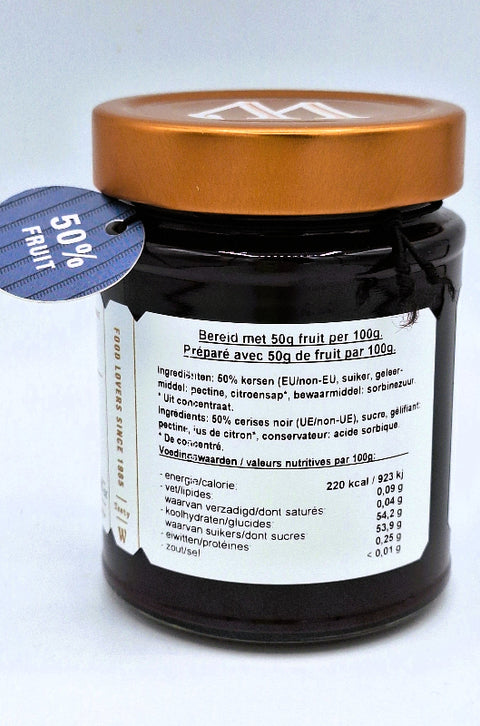 50%
FRUIT
FOOD LOVERS SINCE 1985
W
Bereid met 50g fruit per 100g.
Préparé avec 50g de fruit par 100g.
Ingrediënten: 50% kersen (EU/non-EU, suiker, geleer-
middel: pectine, citroensap*, bewaarmiddel: sorbinezuur.
* Uit concentraat.
Ingrédients: 50% cerises noir (UE/non-UE), sucre, gélifiant:
pectine, jus de citron*, conservateur: acide sorbique.
* De concentré.
Voedingswaarden / valeurs nutritives par 100g:
- energie/calorie: 220 kcal / 923 kj
- vet/lipides: 0,09 g
waarvan verzadigd/dont saturés: 0,04 g
- koolhydraten/glucides: 54,2 g
waarvan suikers/dont sucres 53,9 g
- eiwitten/protéines 0,25 g
- zout/sel < 0,01 g